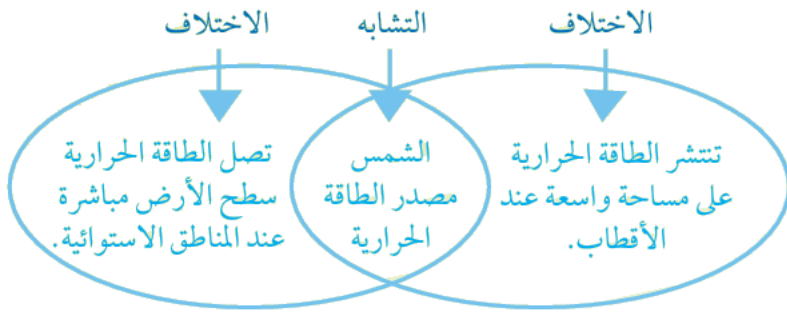 الاختلاف
التشابه
الاختلاف
تنتشر الطاقة الحرارية
على مساحة واسعة عند
الأقطاب.
الشمس
مصدر الطاقة
الحرارية
تصل الطاقة الحرارية
سطح الأرض مباشرة
عند المناطق الاستوائية.